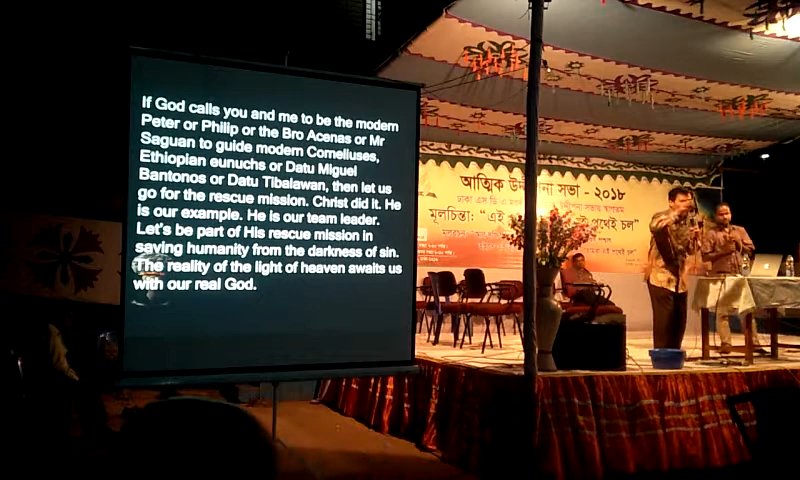 If God calls you and me to be the modern
Peter or Philip or the Bro Acenas or Mr
Saguan to guide modern Corneliuses,
Ethiopian eunuchs or Datu Miguel
Bantonos or Datu Tibalawan, then let us
go for the rescue mission. Christ did it. He
is our example. He is our team leader.
Let's be part of His rescue mission in
saving humanity from the darkness of sin.
The reality of the light of heaven awaits us
with our real God.
আত্মিক উদ্দীপনা সভা - ২০১৮
ঢাকা এস ডি এ
মূলচিন্তা: "এই পথেই চল"